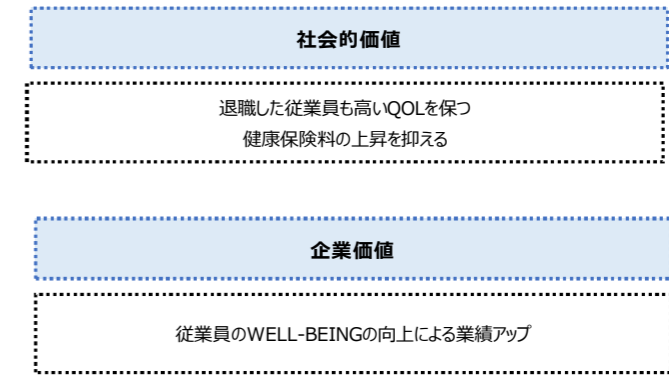 社会的価値
退職した従業員も高いQOLを保つ
健康保険料の上昇を抑える
企業価値
従業員のWELL-BEINGの向上による業績アップ